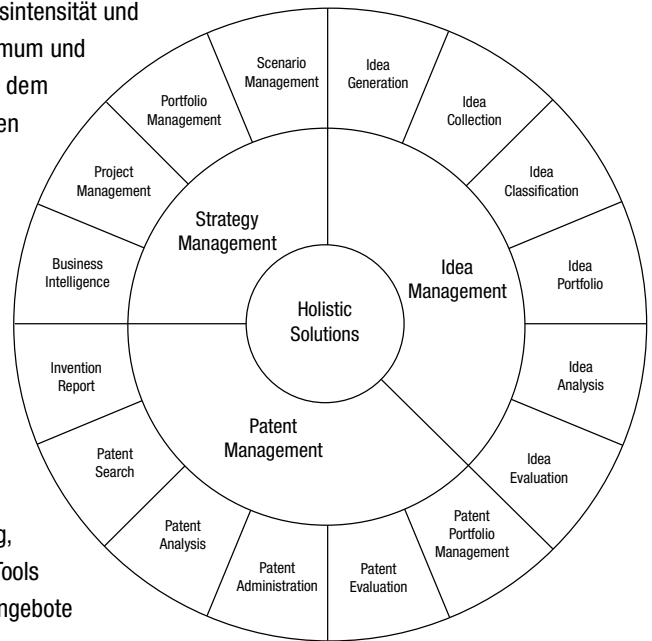 sintensität und
mum und
dem
en
g,
Tools
ngebote
Scenario
Management
Idea
Generation
Idea
Collection
Idea
Classification
Idea
Portfolio
Idea
Analysis
Idea
Evaluation
Patent
Portfolio
Management
Patent
Evaluation
Patent
Administration
Patent
Analysis
Patent
Search
Invention
Report
Business
Intelligence
Project
Management
Portfolio
Management
Strategy
Management
Idea
Management
Patent
Management
Holistic
Solutions